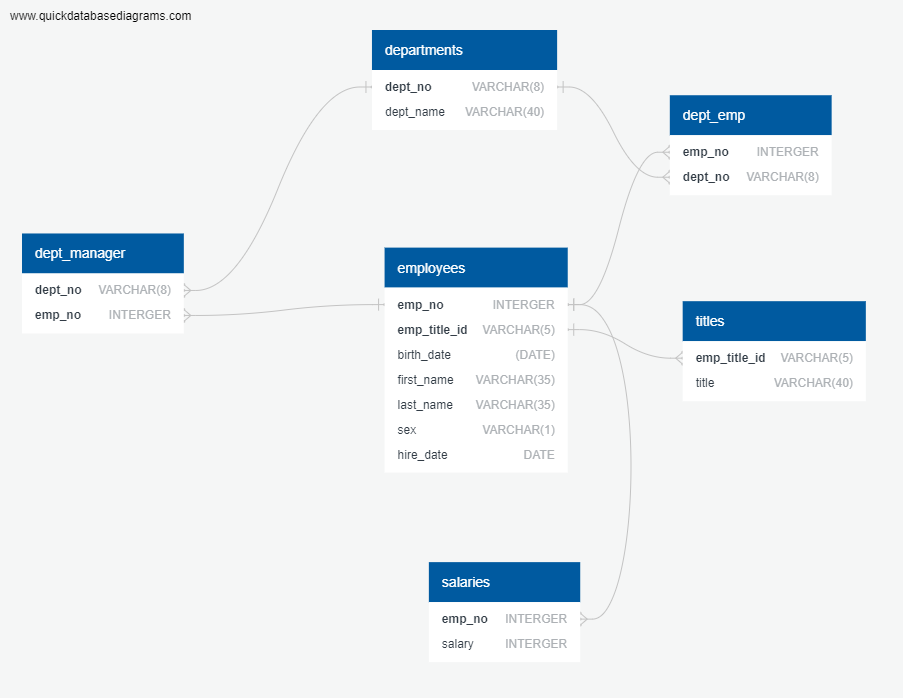 www.quickdatabasediagrams.com
departments
dept_no VARCHAR(8)
dept_name VARCHAR(40)
dept_emp
emp_no INTERGER
dept_no VARCHAR(8)
dept_manager
dept_no VARCHAR(8)
emp_no INTERGER
employees
emp_no INTERGER
emp_title_id VARCHAR(5)
birth_date (DATE)
first_name VARCHAR(35)
last_name VARCHAR(35)
sex VARCHAR(1)
hire_date DATE
titles
emp_title_id VARCHAR(5)
title VARCHAR(40)
salaries
emp_no INTERGER
salary INTERGER